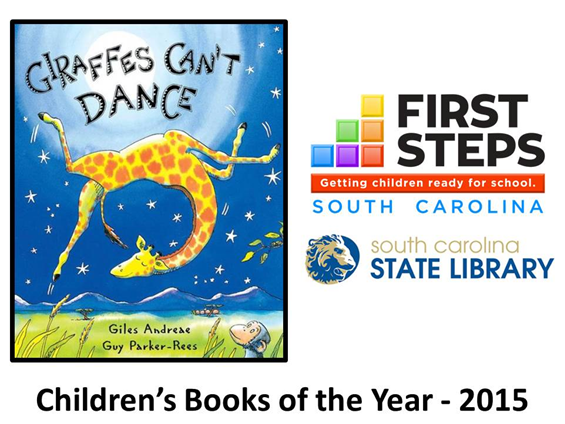 GIRAFFES CAN'T
DANCE
Giles Andreae
Guy Parker-Rees
FIRST
STEPS
Getting children ready for school.
SOUTH CAROLINA
south carolina
STATE LIBRARY
Children's Books of the Year - 2015